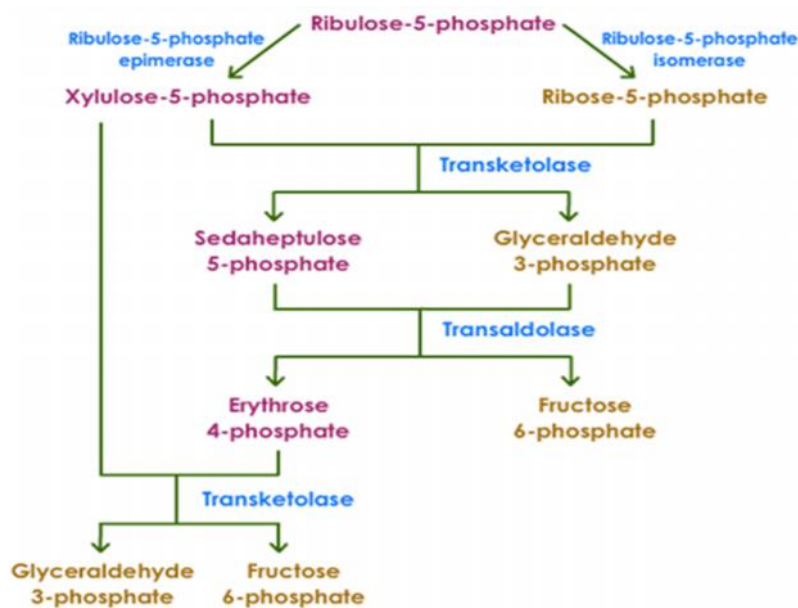 Ribulose-5-phosphate
Ribulose-5-phosphate
epimerase
Ribulose-5-phosphate
isomerase
Xylulose-5-phosphate
Ribose-5-phosphate
Transketolase
Sedaheptulose
5-phosphate
Glyceraldehyde
3-phosphate
Transaldolase
Erythrose
4-phosphate
Fructose
6-phosphate
Transketolase
Glyceraldehyde
3-phosphate
Fructose
6-phosphate